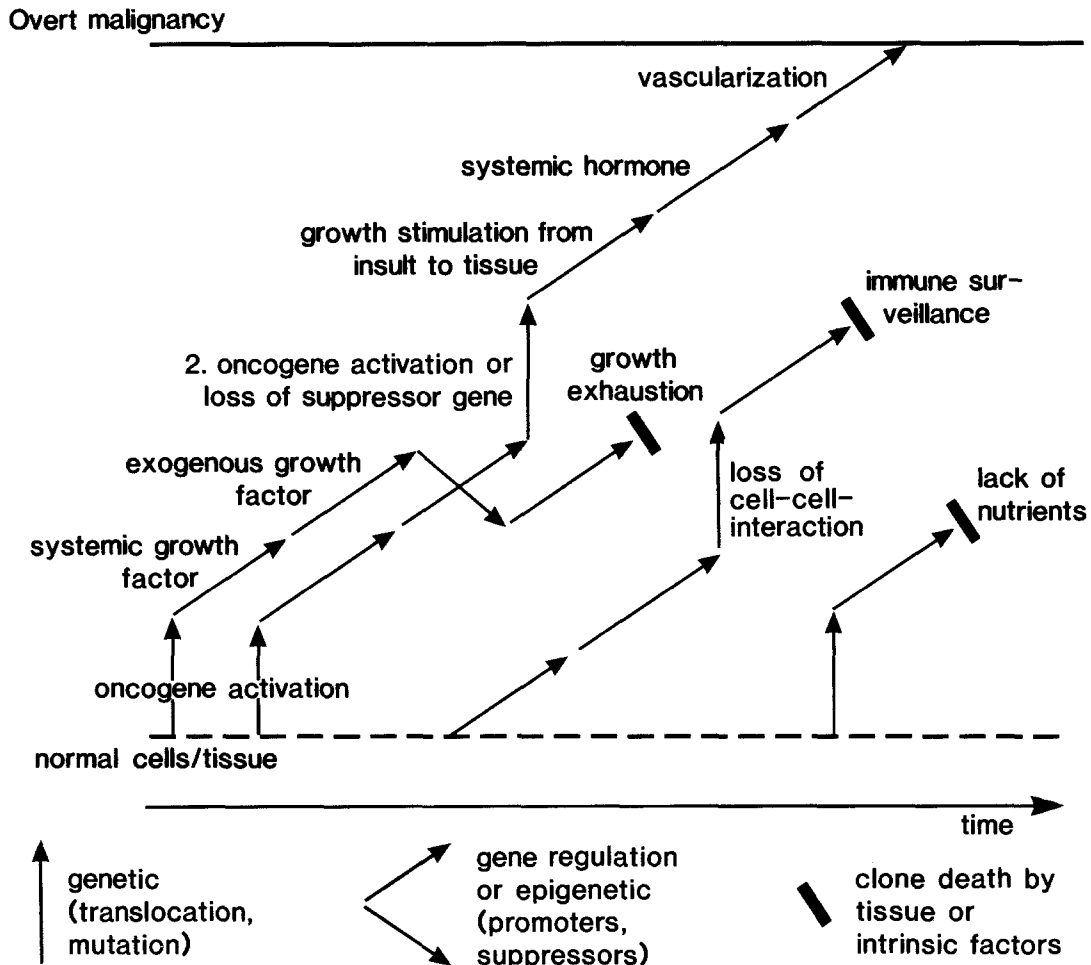 Overt malignancy
vascularization
systemic hormone
growth stimulation from
insult to tissue
immune sur-
veillance
2. oncogene activation or
loss of suppressor gene
growth
exhaustion
exogenous growth
factor
loss of
cell-cell-
interaction
lack of
nutrients
systemic growth
factor
oncogene activation
normal cells/tissue
time
genetic
(translocation,
mutation)
gene regulation
or epigenetic
(promoters,
suppressors)
clone death by
tissue or
intrinsic factors